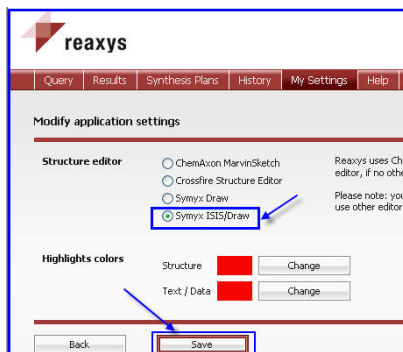 reaxys
Query Results Synthesis Plans History My Settings Help
Modify application settings
Structure editor
ChemAxon MarvinSketch
Crossfire Structure Editor
Symyx Draw
Symyx ISIS/Draw
Reaxys uses Ch
editor, if no othe
Please note: you
use other editor
Highlights colors
Structure Change
Text / Data Change
Back Save